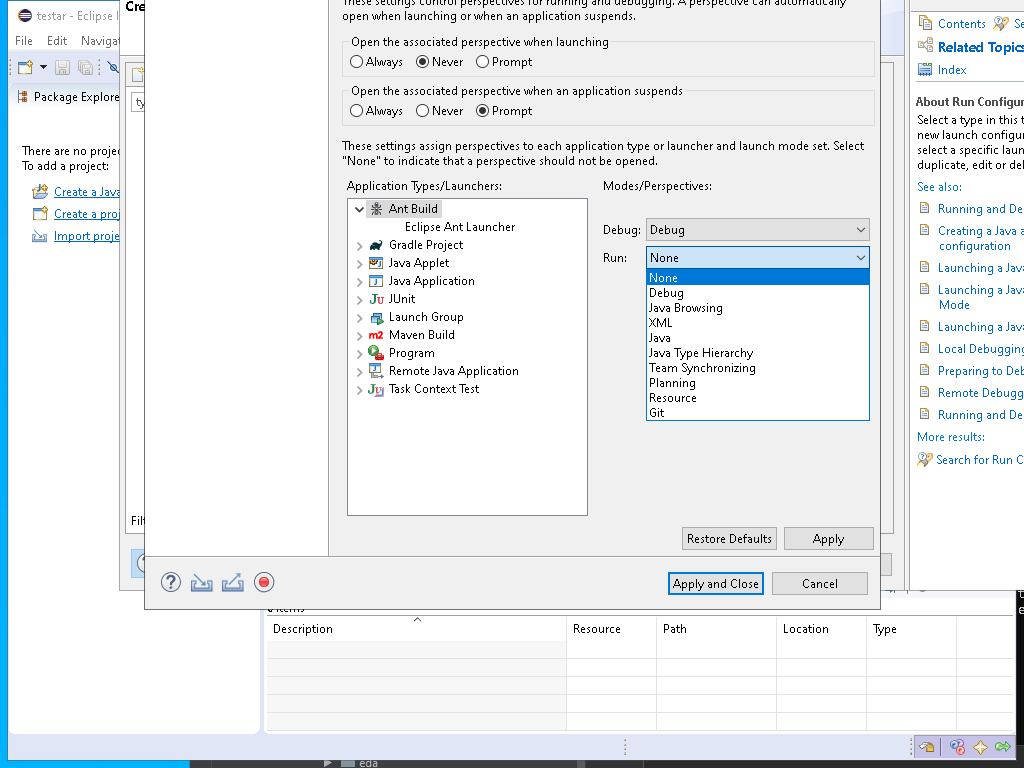 testar - Eclipse I
File Edit Navigat
Package Explore
There are no projec
To add a project:
Create a Java
Create a proj
Import proje
Cre
ty
Filt
These settings control perspectives for running and debugging. A perspective can automatically
open when launching or when an application suspends.
Open the associated perspective when launching
Always Never Prompt
Open the associated perspective when an application suspends
Always Never Prompt
These settings assign perspectives to each application type or launcher and launch mode set. Select
"None" to indicate that a perspective should not be opened.
Application Types/Launchers:
Ant Build
Eclipse Ant Launcher
Gradle Project
Java Applet
Java Application
JUnit
Launch Group
Maven Build
Program
Remote Java Application
Task Context Test
Modes/Perspectives:
Debug: Debug
Run: None
None
Debug
Java Browsing
XML
Java
Java Type Hierarchy
Team Synchronizing
Planning
Resource
Git
Restore Defaults Apply
Apply and Close Cancel
Contents Se
Related Topics
Index
About Run Configur
Select a type in this t
new launch configu
select a specific laun
duplicate, edit or del
See also:
Running and De
Creating a Java a
configuration
Launching a Java
Launching a Java
Mode
Launching a Java
Local Debugging
Preparing to Deb
Remote Debugg
Running and De
More results:
Search for Run C
items
Description Resource Path Location Type
eda